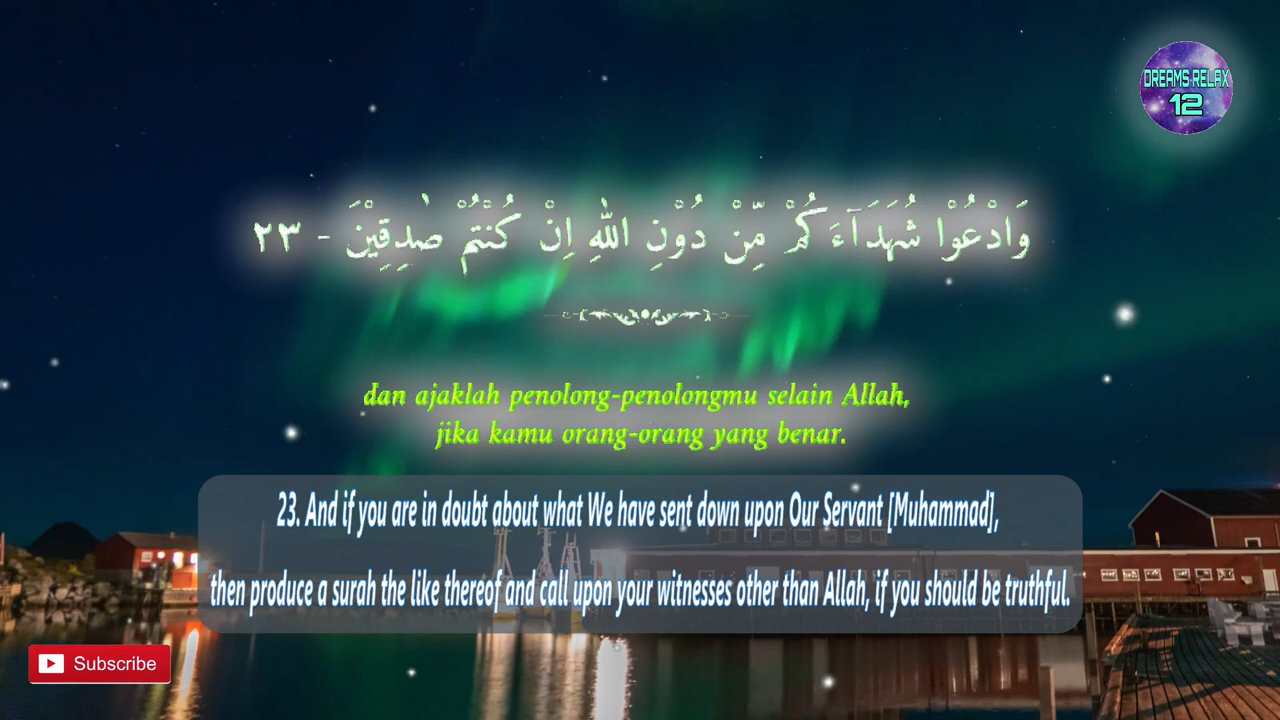 DREAMS RELAX
12
وَادْعُوْا شُهَدَاۤءَكُمْ مِّنْ دُوْنِ اللّٰهِ اِنْ كُنْتُمْ صٰدِقِيْنَ - ٢٣
dan ajaklah penolong-penolongmu selain Allah,
jika kamu orang-orang yang benar.
23. And if you are in doubt about what We have sent down upon Our Servant [Muhammad],
then produce a surah the like thereof and call upon your witnesses other than Allah, if you should be truthful.
Subscribe